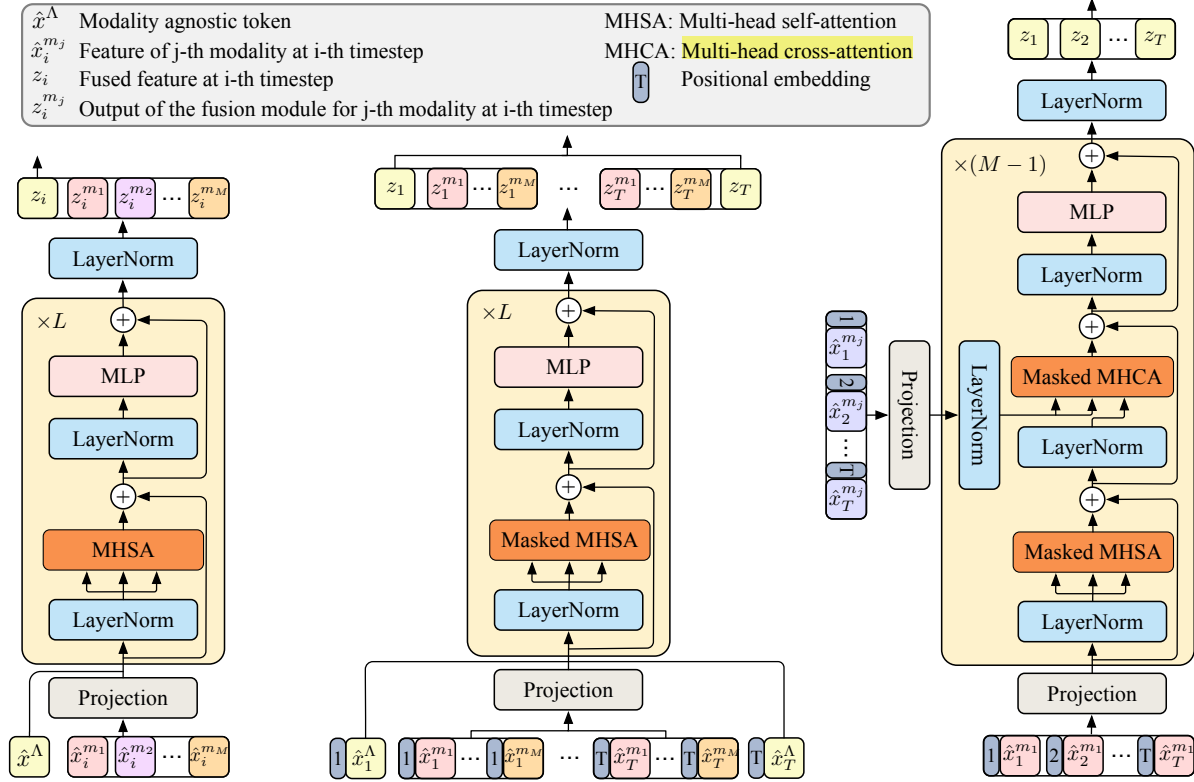 x̂^Λ Modality agnostic token
x̂_i^{m_j} Feature of j-th modality at i-th timestep
z_i Fused feature at i-th timestep
z_i^{m_j} Output of the fusion module for j-th modality at i-th timestep
MHSA: Multi-head self-attention
MHCA: Multi-head cross-attention
T Positional embedding
z_i z_i^{m_1} z_i^{m_2} ... z_i^{m_M}
LayerNorm
×L
+
MLP
LayerNorm
+
MHSA
LayerNorm
Projection
x̂^Λ x̂_i^{m_1} x̂_i^{m_2} ... x̂_i^{m_M}
z_1 z_1^{m_1} ... z_1^{m_M} ... z_T^{m_1} ... z_T^{m_M} z_T
LayerNorm
×L
+
MLP
LayerNorm
+
Masked MHSA
LayerNorm
Projection
1 x̂_1^Λ 1 x̂_1^{m_1} ... 1 x̂_1^{m_M} ... T x̂_T^{m_1} ... T x̂_T^{m_M} T x̂_T^Λ
z_1 z_2 ... z_T
LayerNorm
×(M − 1)
+
MLP
LayerNorm
+
Masked MHCA
LayerNorm
+
Masked MHSA
LayerNorm
Projection
1 x̂_1^{m_1} 2 x̂_2^{m_1} ... T x̂_T^{m_1}
1
x̂_1^{m_j}
2
x̂_2^{m_j}
...
T
x̂_T^{m_j}
Projection
LayerNorm